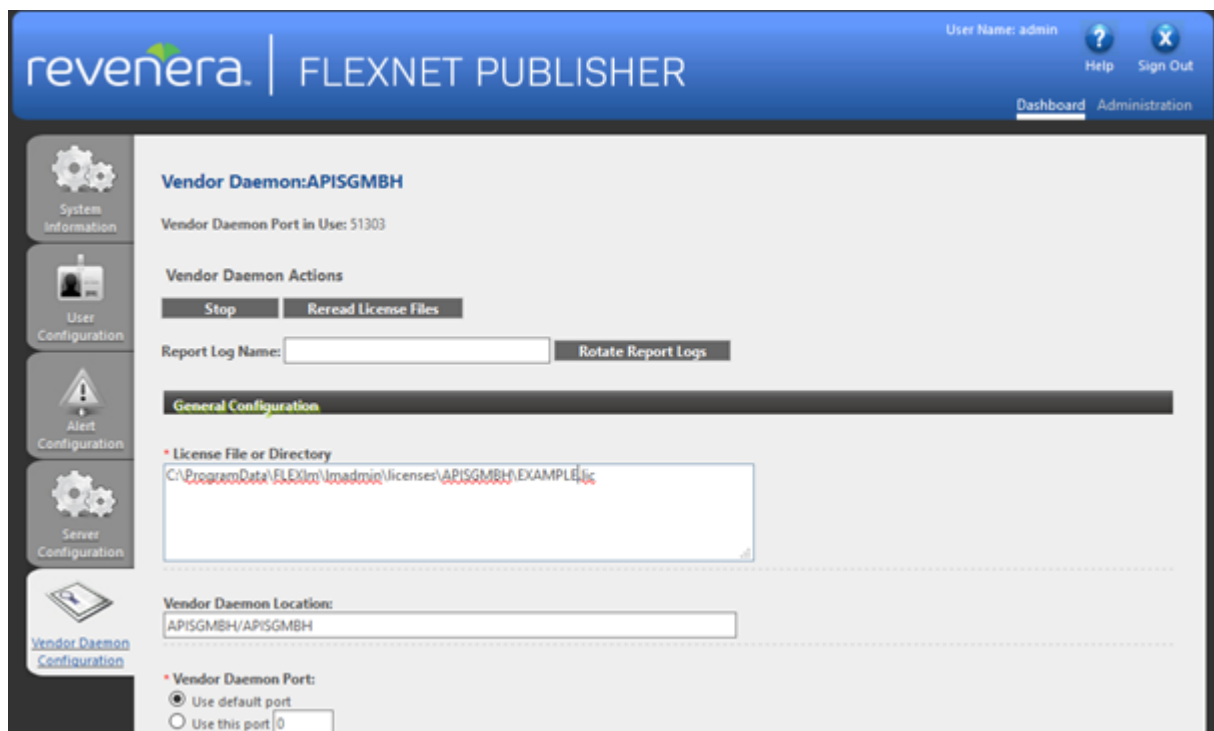 User Name: admin
? X
Help Sign Out
revenera. FLEXNET PUBLISHER
Dashboard Administration
System
Information
User
Configuration
Alert
Configuration
Server
Configuration
Vendor Daemon
Configuration
Vendor Daemon:APISGMBH
Vendor Daemon Port in Use: 51303
Vendor Daemon Actions
Stop Reread License Files
Report Log Name: Rotate Report Logs
General Configuration
* License File or Directory
C:\ProgramData\FLEXlm\lmadmin\licenses\APISGMBH\EXAMPLE.lic
Vendor Daemon Location:
APISGMBH/APISGMBH
* Vendor Daemon Port:
Use default port
Use this port 0